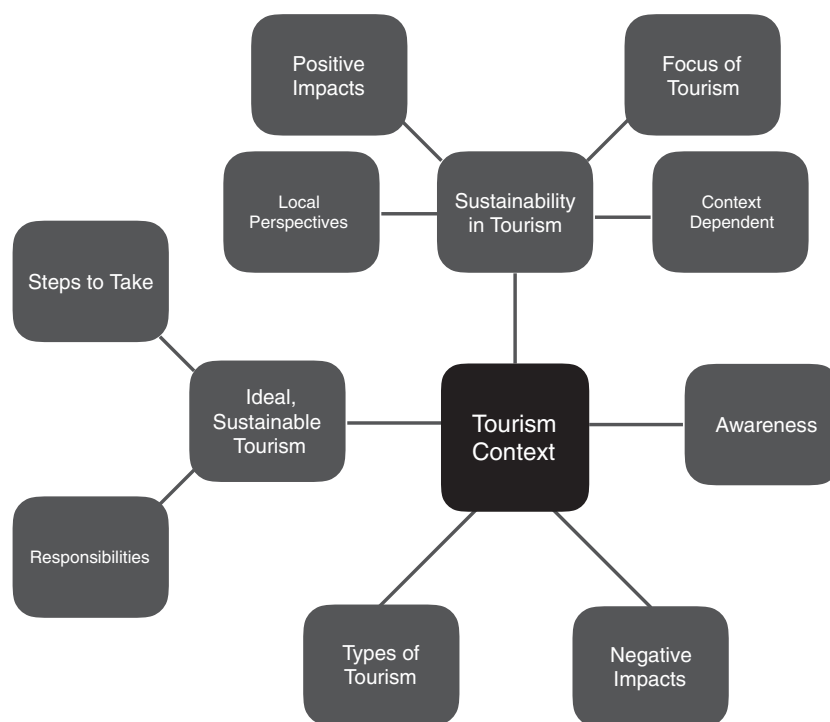 Positive
Impacts
Focus of
Tourism
Local
Perspectives
Sustainability
in Tourism
Context
Dependent
Steps to Take
Ideal,
Sustainable
Tourism
Tourism
Context
Awareness
Responsibilities
Types of
Tourism
Negative
Impacts